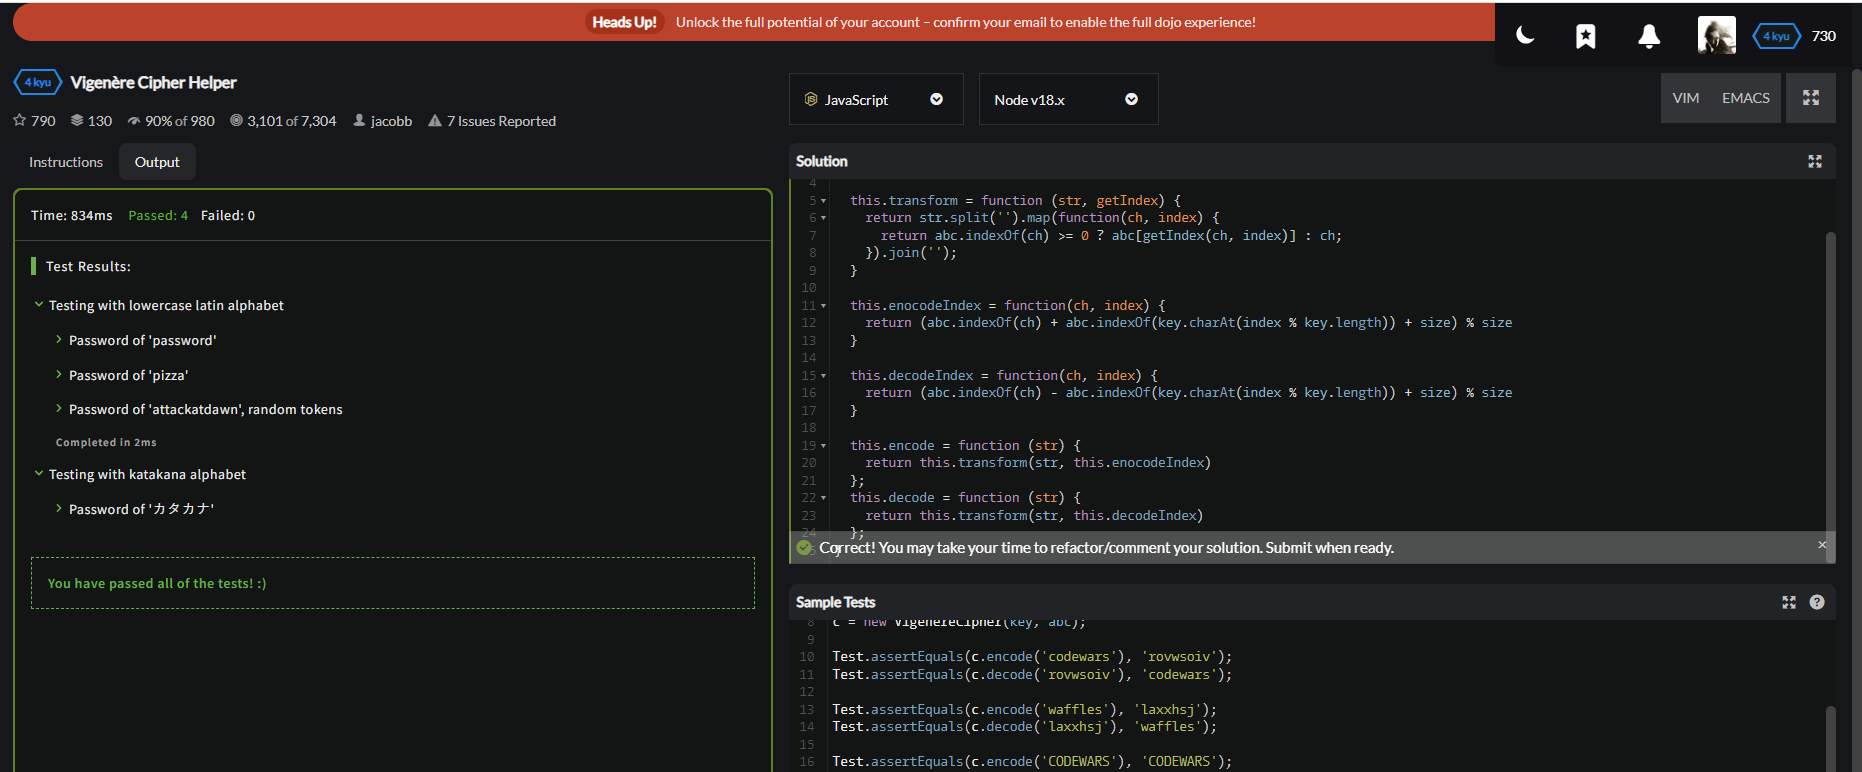 Heads Up! Unlock the full potential of your account – confirm your email to enable the full dojo experience!
4 kyu 730
4 kyu Vigenère Cipher Helper
790 130 90% of 980 3,101 of 7,304 jacobb 7 Issues Reported
Instructions Output
Time: 834ms Passed: 4 Failed: 0
Test Results:
Testing with lowercase latin alphabet
Password of 'password'
Password of 'pizza'
Password of 'attackatdawn', random tokens
Completed in 2ms
Testing with katakana alphabet
Password of 'カタカナ'
You have passed all of the tests! :)
JavaScript Node v18.x VIM EMACS
Solution
4
5 this.transform = function (str, getIndex) {
6 return str.split('').map(function(ch, index) {
7 return abc.indexOf(ch) >= 0 ? abc[getIndex(ch, index)] : ch;
8 }).join('');
9 }
10
11 this.enocodeIndex = function(ch, index) {
12 return (abc.indexOf(ch) + abc.indexOf(key.charAt(index % key.length)) + size) % size
13 }
14
15 this.decodeIndex = function(ch, index) {
16 return (abc.indexOf(ch) - abc.indexOf(key.charAt(index % key.length)) + size) % size
17 }
18
19 this.encode = function (str) {
20 return this.transform(str, this.enocodeIndex)
21 };
22 this.decode = function (str) {
23 return this.transform(str, this.decodeIndex)
24 };
Correct! You may take your time to refactor/comment your solution. Submit when ready.
Sample Tests
8 c = new VigenereCipher(key, abc);
9
10 Test.assertEquals(c.encode('codewars'), 'rovwsoiv');
11 Test.assertEquals(c.decode('rovwsoiv'), 'codewars');
12
13 Test.assertEquals(c.encode('waffles'), 'laxxhsj');
14 Test.assertEquals(c.decode('laxxhsj'), 'waffles');
15
16 Test.assertEquals(c.encode('CODEWARS'), 'CODEWARS');